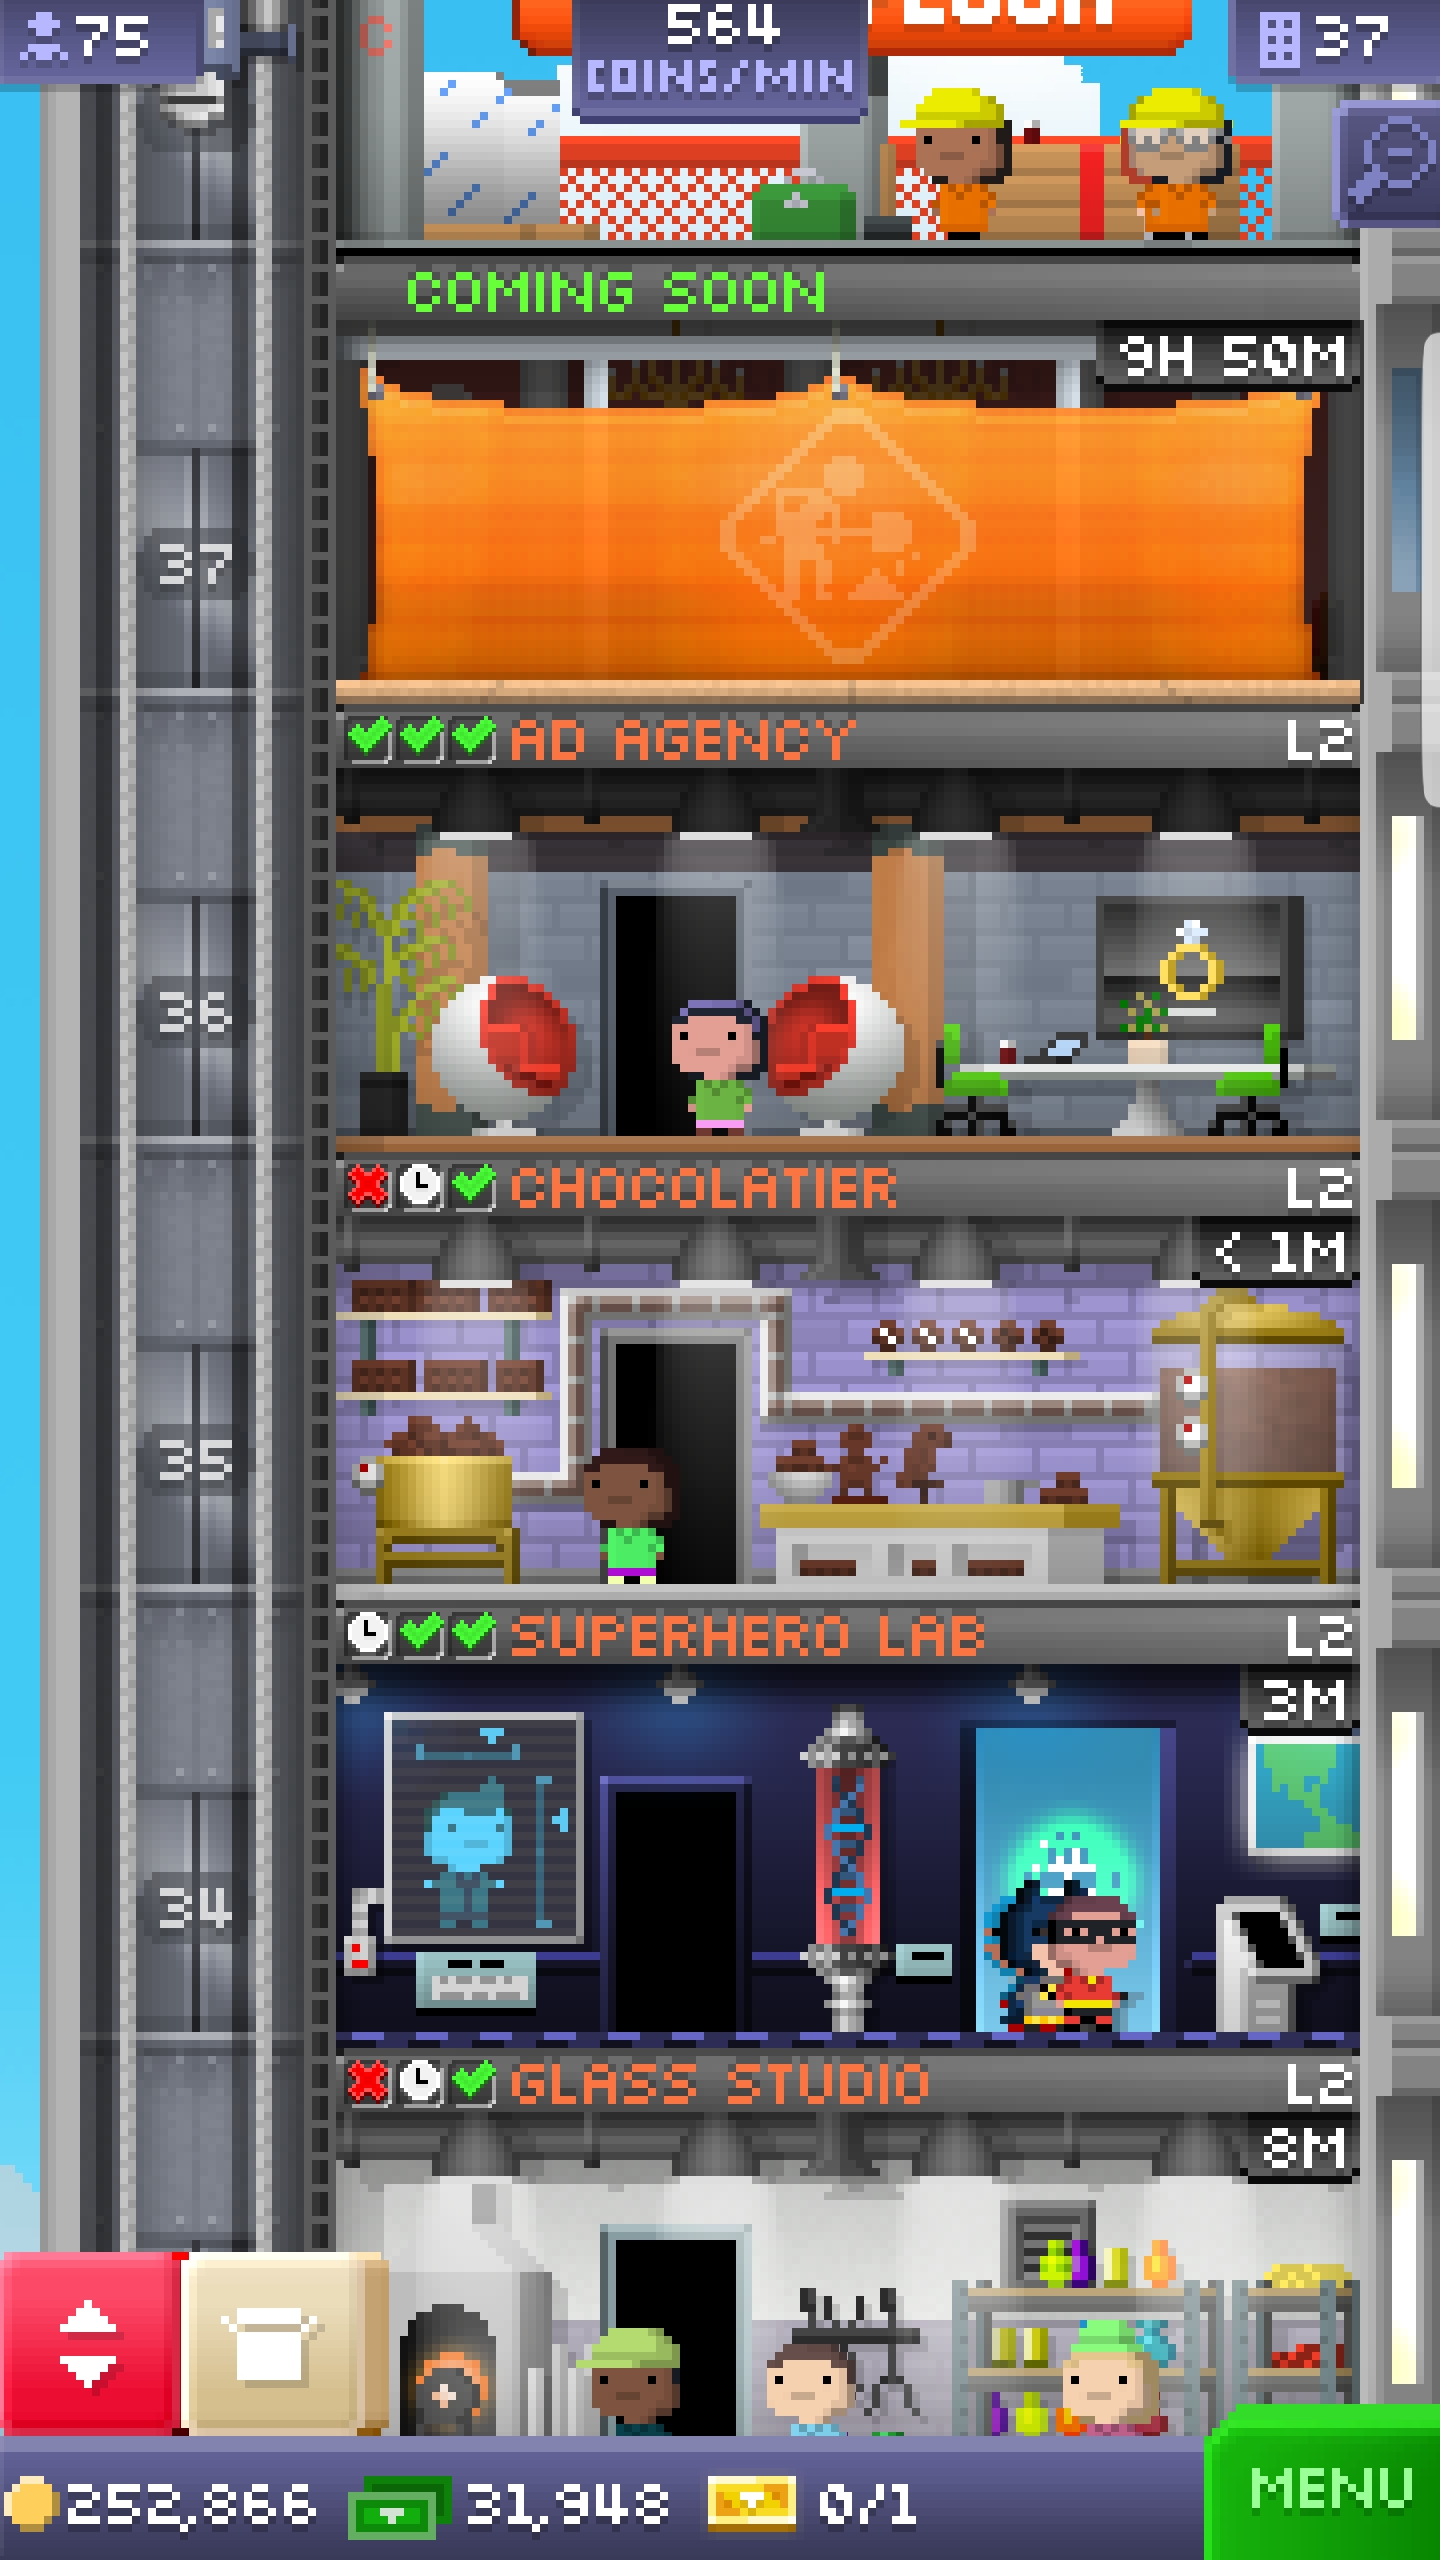 75
564
COINS/MIN
37
COMING SOON
9H 50M
37
AD AGENCY
L2
36
CHOCOLATIER
L2
< 1M
35
SUPERHERO LAB
L2
3M
34
GLASS STUDIO
L2
8M
252,866
31,948
0/1
MENU